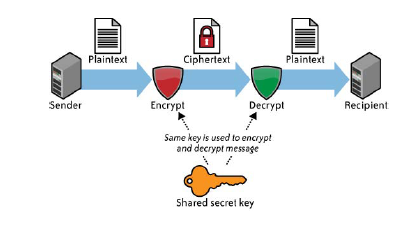 Plaintext
Ciphertext
Plaintext
Sender
Encrypt
Decrypt
Recipient
Same key is used to encrypt
and decrypt message
Shared secret key